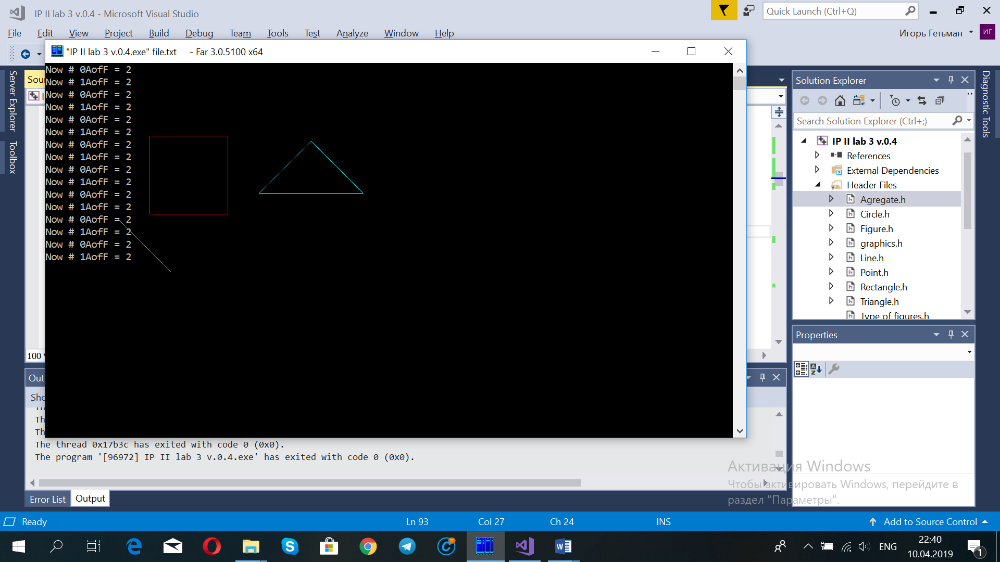 IP II lab 3 v.0.4 - Microsoft Visual Studio
Quick Launch (Ctrl+Q)
File Edit View Project Build Debug Team Tools Test Analyze Window Help
Игорь Гетьман
ИГ
"IP II lab 3 v.0.4.exe" file.txt - Far 3.0.5100 x64
Now # 0AofF = 2
Now # 1AofF = 2
Now # 0AofF = 2
Now # 1AofF = 2
Now # 0AofF = 2
Now # 1AofF = 2
Now # 0AofF = 2
Now # 1AofF = 2
Now # 0AofF = 2
Now # 1AofF = 2
Now # 0AofF = 2
Now # 1AofF = 2
Now # 0AofF = 2
Now # 1AofF = 2
Now # 0AofF = 2
Now # 1AofF = 2
Server Explorer
Toolbox
Sou
100
Out
Sho
Th
Th
The thread 0x17b3c has exited with code 0 (0x0).
The program '[96972] IP II lab 3 v.0.4.exe' has exited with code 0 (0x0).
Error List Output
Solution Explorer
Search Solution Explorer (Ctrl+;)
IP II lab 3 v.0.4
References
External Dependencies
Header Files
Agregate.h
Circle.h
Figure.h
graphics.h
Line.h
Point.h
Rectangle.h
Triangle.h
Type of figures.h
Properties
Diagnostic Tools
Активация Windows
Чтобы активировать Windows, перейдите в
раздел "Параметры".
Ready Ln 93 Col 27 Ch 24 INS Add to Source Control
ENG
22:40
10.04.2019
1